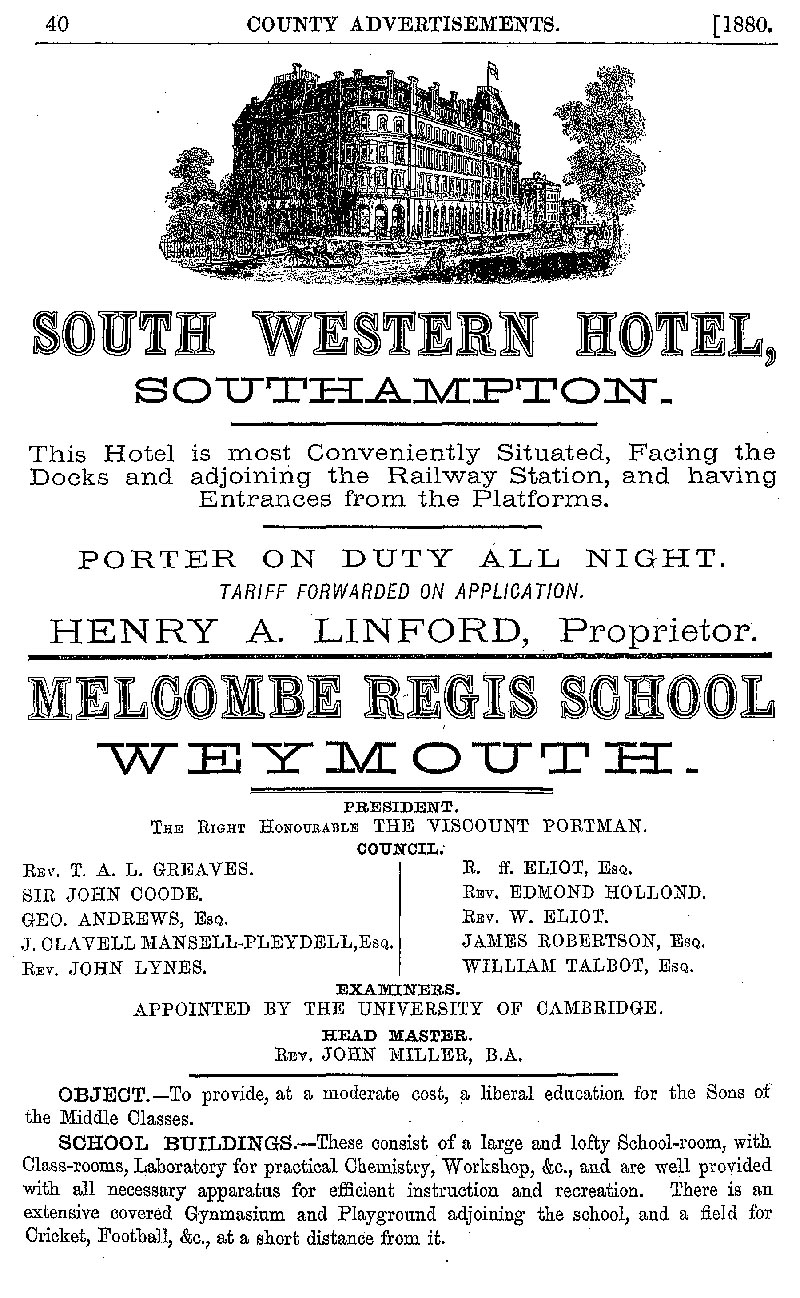 40 COUNTY ADVERTISEMENTS. [1880.
SOUTH WESTERN HOTEL,
SOUTHAMPTON.
This Hotel is most Conveniently Situated, Facing the
Docks and adjoining the Railway Station, and having
Entrances from the Platforms.
PORTER ON DUTY ALL NIGHT.
TARIFF FORWARDED ON APPLICATION.
HENRY A. LINFORD, Proprietor.
MELCOMBE REGIS SCHOOL
WEYMOUTH.
PRESIDENT.
THE RIGHT HONOURABLE THE VISCOUNT PORTMAN.
COUNCIL.
REV. T. A. L. GREAVES.
SIR JOHN COODE.
GEO. ANDREWS, ESQ.
J. CLAVELL MANSELL-PLEYDELL, ESQ.
REV. JOHN LYNES.
R. ff. ELIOT, ESQ.
REV. EDMOND HOLLOND.
REV. W. ELIOT.
JAMES ROBERTSON, ESQ.
WILLIAM TALBOT, ESQ.
EXAMINERS.
APPOINTED BY THE UNIVERSITY OF CAMBRIDGE.
HEAD MASTER.
REV. JOHN MILLER, B.A.
OBJECT.—To provide, at a moderate cost, a liberal education for the Sons of
the Middle Classes.
SCHOOL BUILDINGS.—These consist of a large and lofty School-room, with
Class-rooms, Laboratory for practical Chemistry, Workshop, &c., and are well provided
with all necessary apparatus for efficient instruction and recreation. There is an
extensive covered Gynmasium and Playground adjoining the school, and a field for
Cricket, Football, &c., at a short distance from it.